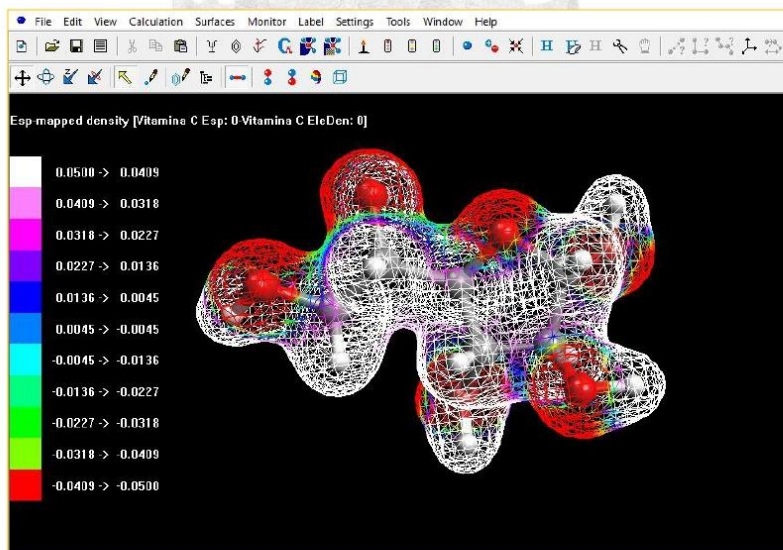 File Edit View Calculation Surfaces Monitor Label Settings Tools Window Help
Esp-mapped density [Vitamina C Esp: 0-Vitamina C EleDen: 0]
0.0500 -> 0.0409
0.0409 -> 0.0318
0.0318 -> 0.0227
0.0227 -> 0.0136
0.0136 -> 0.0045
0.0045 -> -0.0045
-0.0045 -> -0.0136
-0.0136 -> -0.0227
-0.0227 -> -0.0318
-0.0318 -> -0.0409
-0.0409 -> -0.0500